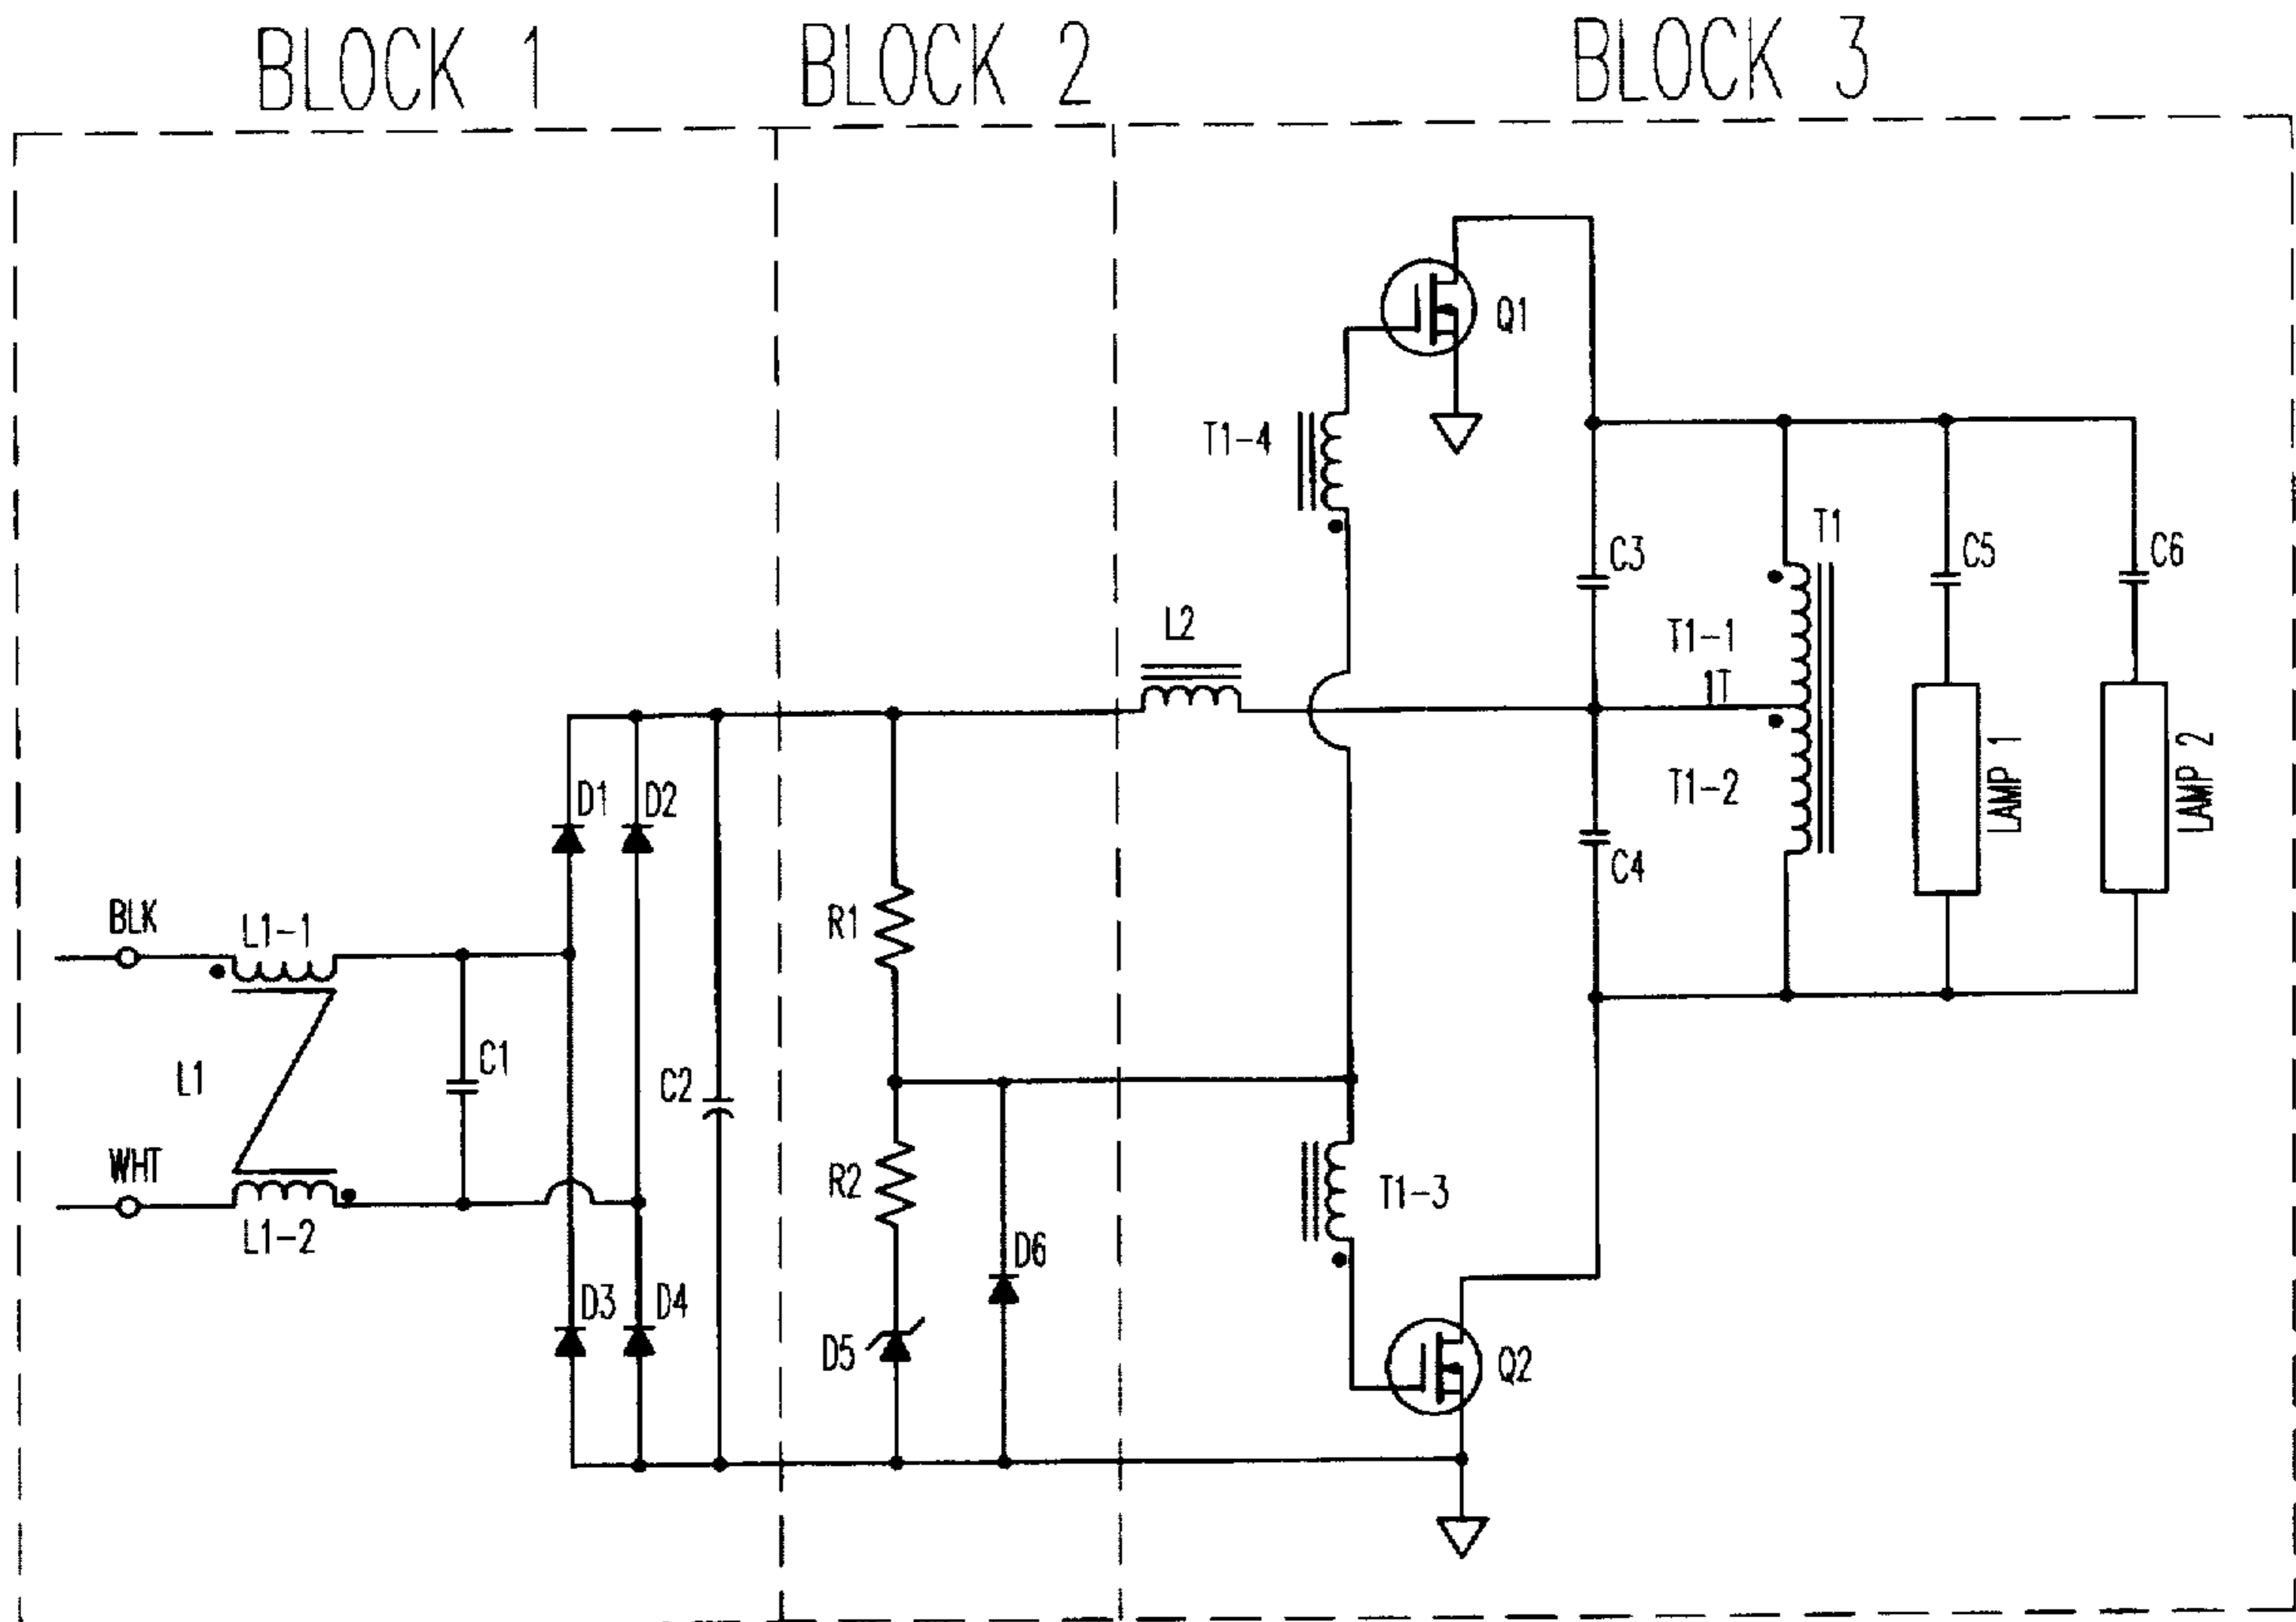 BLOCK 1
BLOCK 2
BLOCK 3
Q1
T1-4
T1
C3
C5
C6
L2
T1-1
1T
T1-2
D1
D2
LAMP 1
LAMP 2
C4
BLK
L1-1
R1
L1
C1
C2
WHT
L1-2
R2
T1-3
D6
D3
D4
D5
Q2